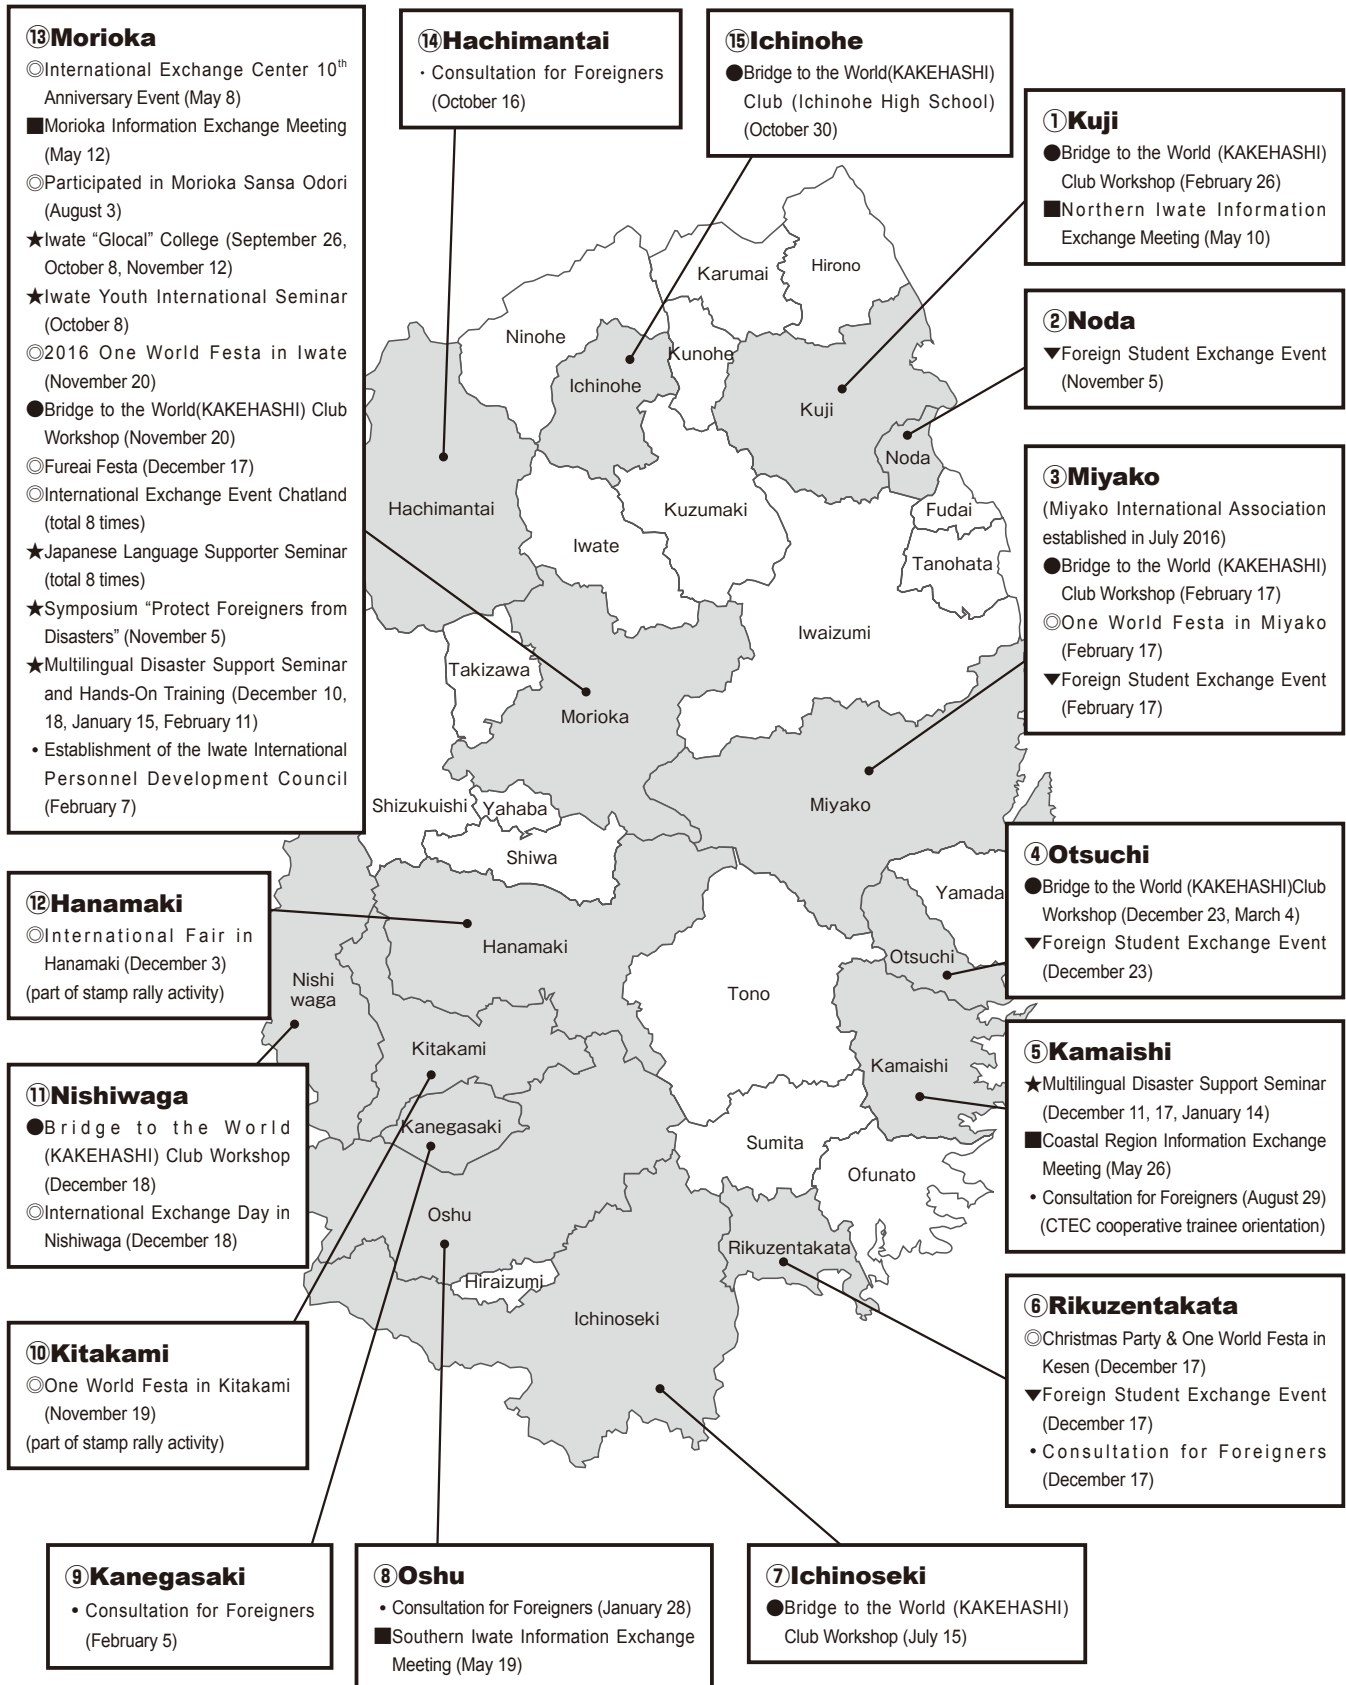 ⑬Morioka
◎International Exchange Center 10th
Anniversary Event (May 8)
■Morioka Information Exchange Meeting
(May 12)
◎Participated in Morioka Sansa Odori
(August 3)
★Iwate “Glocal” College (September 26,
October 8, November 12)
★Iwate Youth International Seminar
(October 8)
◎2016 One World Festa in Iwate
(November 20)
●Bridge to the World(KAKEHASHI) Club
Workshop (November 20)
◎Fureai Festa (December 17)
◎International Exchange Event Chatland
(total 8 times)
★Japanese Language Supporter Seminar
(total 8 times)
★Symposium “Protect Foreigners from
Disasters” (November 5)
★Multilingual Disaster Support Seminar
and Hands-On Training (December 10,
18, January 15, February 11)
• Establishment of the Iwate International
Personnel Development Council
(February 7)
⑭Hachimantai
・Consultation for Foreigners
(October 16)
⑮Ichinohe
●Bridge to the World(KAKEHASHI)
Club (Ichinohe High School)
(October 30)
①Kuji
●Bridge to the World (KAKEHASHI)
Club Workshop (February 26)
■Northern Iwate Information
Exchange Meeting (May 10)
②Noda
▼Foreign Student Exchange Event
(November 5)
③Miyako
(Miyako International Association
established in July 2016)
●Bridge to the World (KAKEHASHI)
Club Workshop (February 17)
◎One World Festa in Miyako
(February 17)
▼Foreign Student Exchange Event
(February 17)
④Otsuchi
●Bridge to the World (KAKEHASHI)Club
Workshop (December 23, March 4)
▼Foreign Student Exchange Event
(December 23)
⑤Kamaishi
★Multilingual Disaster Support Seminar
(December 11, 17, January 14)
■Coastal Region Information Exchange
Meeting (May 26)
• Consultation for Foreigners (August 29)
(CTEC cooperative trainee orientation)
⑥Rikuzentakata
◎Christmas Party & One World Festa in
Kesen (December 17)
▼Foreign Student Exchange Event
(December 17)
• Consultation for Foreigners
(December 17)
⑫Hanamaki
◎International Fair in
Hanamaki (December 3)
(part of stamp rally activity)
⑪Nishiwaga
●Bridge to the World
(KAKEHASHI) Club Workshop
(December 18)
◎International Exchange Day in
Nishiwaga (December 18)
⑩Kitakami
◎One World Festa in Kitakami
(November 19)
(part of stamp rally activity)
⑨Kanegasaki
• Consultation for Foreigners
(February 5)
⑧Oshu
• Consultation for Foreigners (January 28)
■Southern Iwate Information Exchange
Meeting (May 19)
⑦Ichinoseki
●Bridge to the World (KAKEHASHI)
Club Workshop (July 15)
Hirono
Karumai
Ninohe
Kunohe
Ichinohe
Kuji
Noda
Hachimantai
Kuzumaki
Fudai
Iwate
Tanohata
Iwaizumi
Takizawa
Morioka
Shizukuishi
Yahaba
Miyako
Shiwa
Yamada
Hanamaki
Otsuchi
Nishi
waga
Tono
Kitakami
Kamaishi
Kanegasaki
Sumita
Ofunato
Oshu
Rikuzentakata
Hiraizumi
Ichinoseki